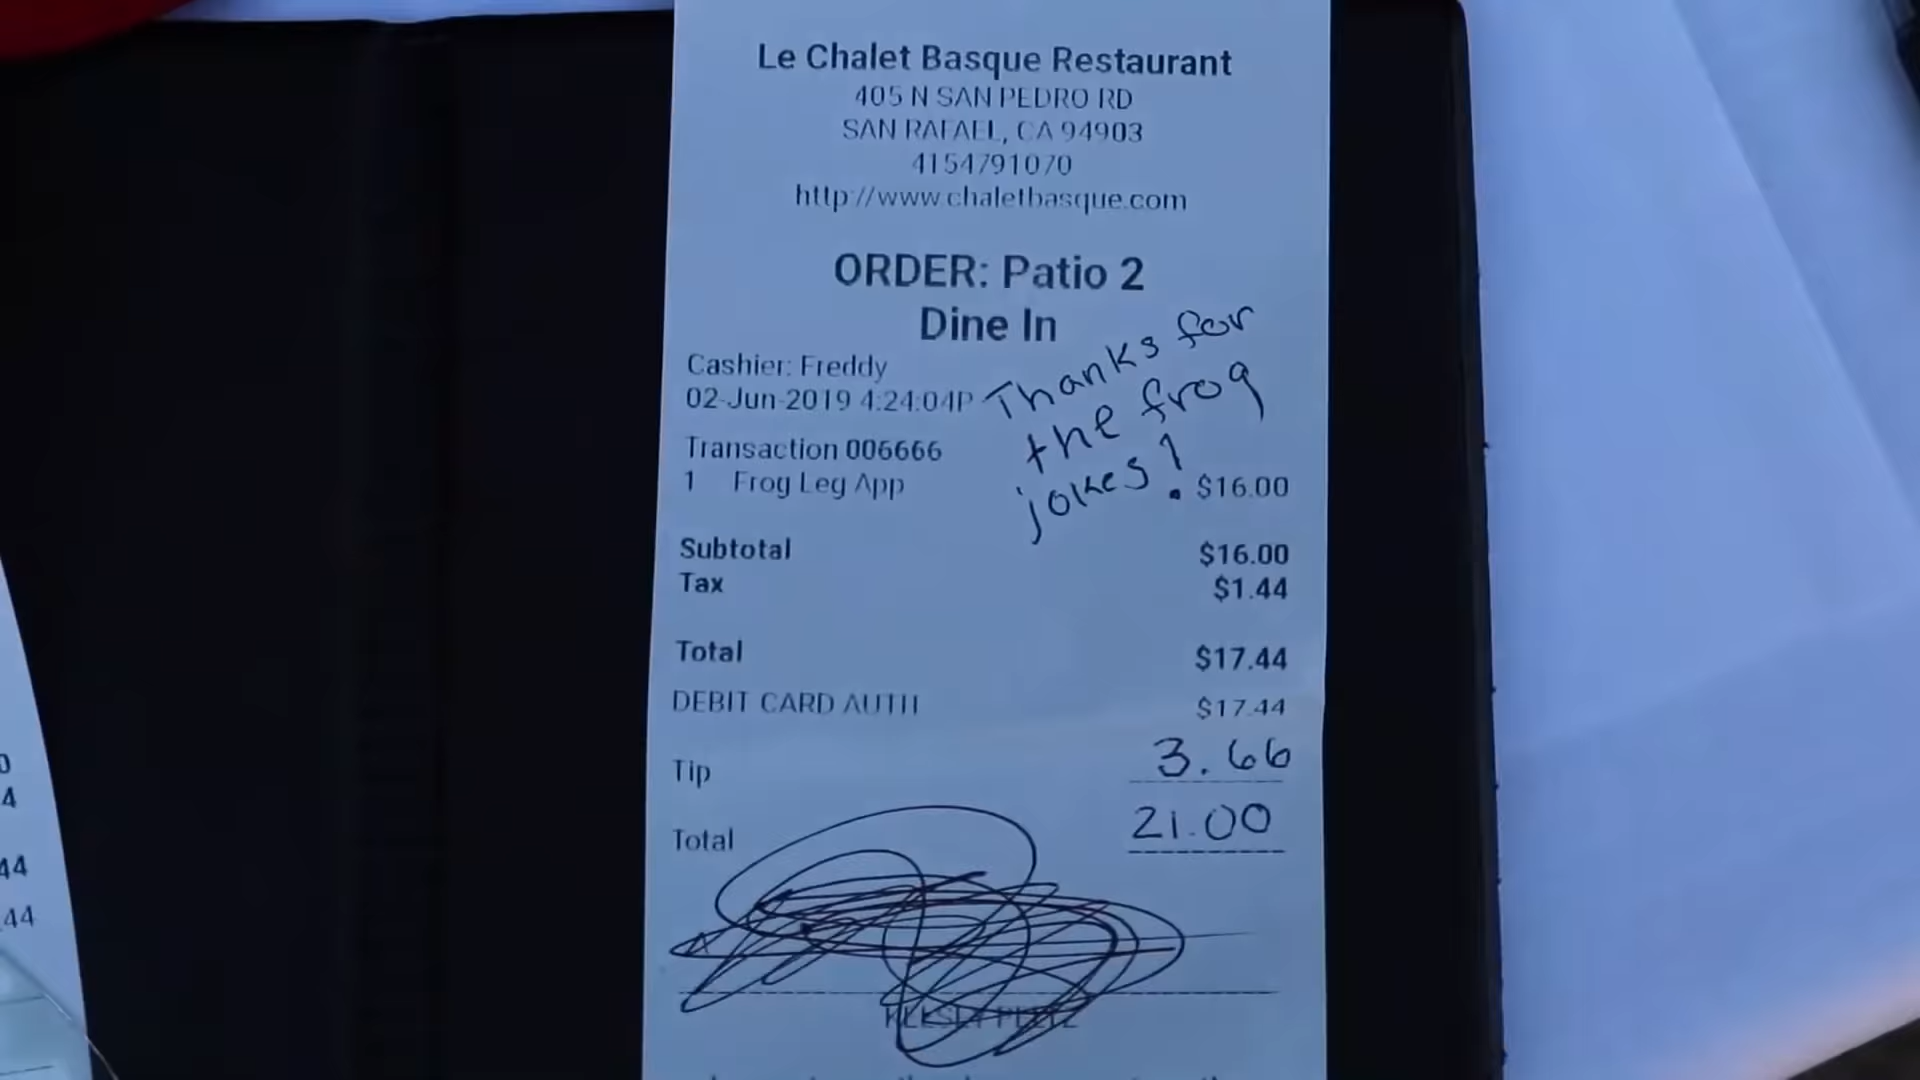 Le Chalet Basque Restaurant
405 N SAN PEDRO RD
SAN RAFAEL, CA 94903
4154791070
http://www.chaletbasque.com
ORDER: Patio 2
Dine In
Cashier: Freddy
02-Jun-2019 4:24:04P
Thanks for
the frog
jokes!
Transaction 006666
1 Frog Leg App $16.00
Subtotal $16.00
Tax $1.44
Total $17.44
DEBIT CARD AUTH $17.44
Tip 3.66
Total 21.00
44
44